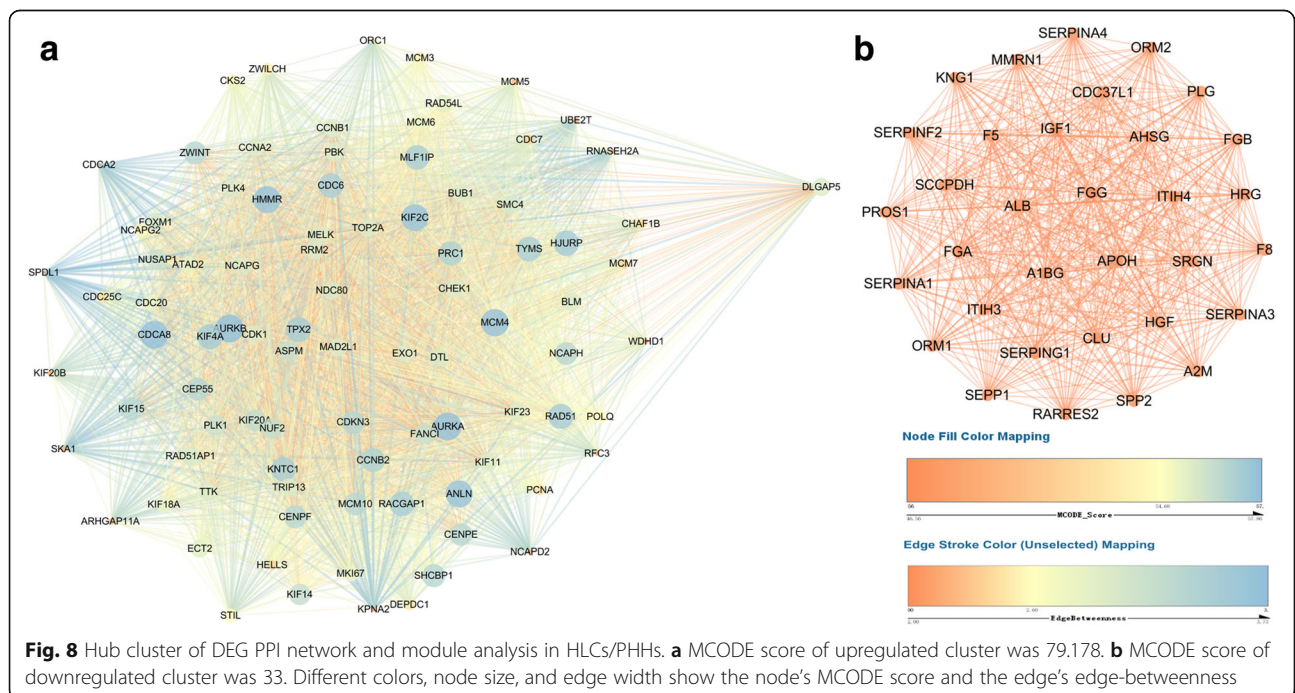 a
ORC1
ZWILCH
MCM3
CKS2
MCM5
RAD54L
CCNB1
MCM6
UBE2T
CDC7
ZWINT
CCNA2
PBK
MLF1IP
RNASEH2A
CDCA2
PLK4
HMMR
CDC6
BUB1
SMC4
DLGAP5
FOXM1
NCAPG2
KIF2C
TOP2A
CHAF1B
MELK
RRM2
PRC1
TYMS
HJURP
NUSAP1
ATAD2
NCAPG
MCM7
SPDL1
NDC80
CHEK1
BLM
CDC25C
CDC20
CDCA8
KIF4A
AURKB
CDK1
TPX2
MCM4
ASPM
MAD2L1
EXO1
DTL
NCAPH
WDHD1
KIF20B
CEP55
KIF15
PLK1
KIF20A
NUF2
CDKN3
FANCI
AURKA
KIF23
RAD51
POLQ
SKA1
RAD51AP1
KNTC1
CCNB2
KIF11
RFC3
TTK
TRIP13
PCNA
KIF18A
MCM10
RACGAP1
ANLN
ARHGAP11A
CENPF
CENPE
ECT2
NCAPD2
HELLS
MKI67
SHCBP1
KIF14
STIL
KPNA2
DEPDC1
b
SERPINA4
MMRN1
ORM2
KNG1
CDC37L1
PLG
SERPINF2
F5
IGF1
AHSG
FGB
SCCPDH
FGG
ITIH4
HRG
PROS1
ALB
FGA
APOH
SRGN
F8
SERPINA1
A1BG
ITIH3
HGF
SERPINA3
ORM1
SERPING1
CLU
A2M
SEPP1
SPP2
RARRES2
Node Fill Color Mapping
MCODE_Score
Edge Stroke Color (Unselected) Mapping
2.00
EdgeBetweenness
Fig. 8 Hub cluster of DEG PPI network and module analysis in HLCs/PHHs. a MCODE score of upregulated cluster was 79.178. b MCODE score of
downregulated cluster was 33. Different colors, node size, and edge width show the node's MCODE score and the edge's edge-betweenness